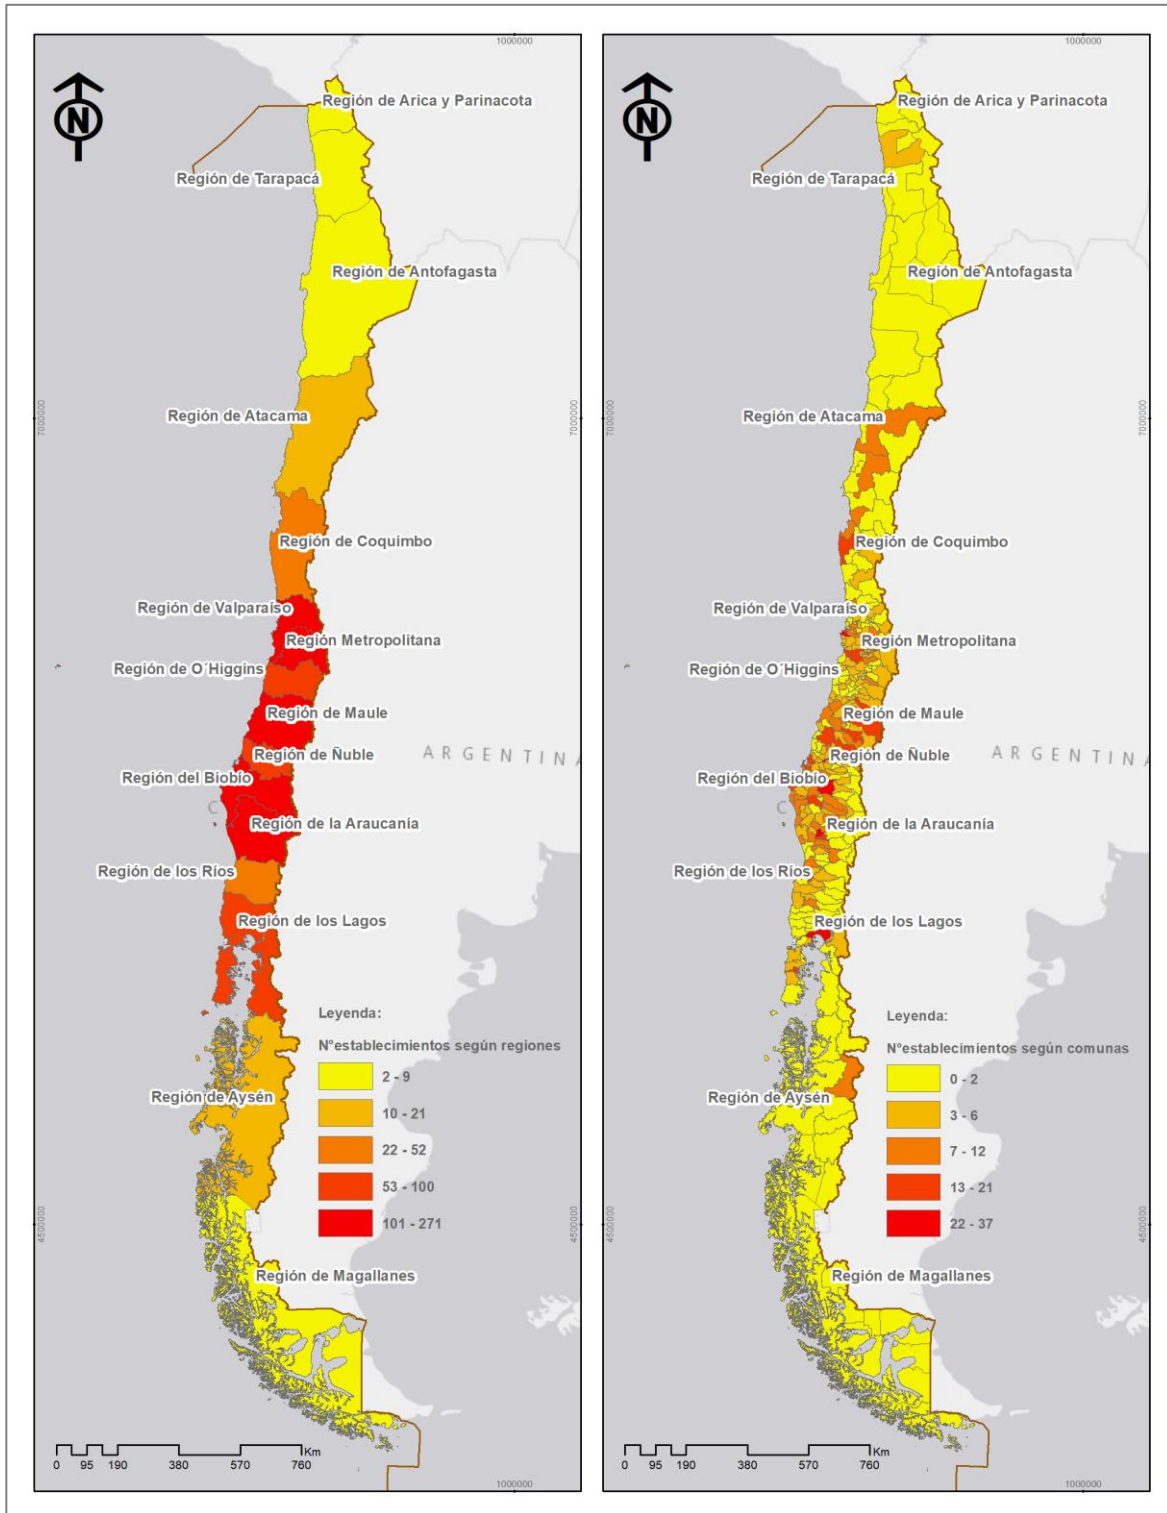 1000000
N
Región de Arica y Parinacota
Región de Tarapacá
Región de Antofagasta
Región de Atacama
7000000
7000000
Región de Coquimbo
Región de Valparaíso
Región Metropolitana
Región de O´Higgins
Región de Maule
Región de Ñuble
ARGENTINA
Región del Biobío
C
Región de la Araucanía
Región de los Ríos
Región de los Lagos
Leyenda:
N°establecimientos según regiones
2 - 9
10 - 21
22 - 52
53 - 100
101 - 271
Región de Aysén
4500000
4500000
Región de Magallanes
Km
0 95 190 380 570 760
1000000
1000000
N
Región de Arica y Parinacota
Región de Tarapacá
Región de Antofagasta
Región de Atacama
7000000
7000000
Región de Coquimbo
Región de Valparaíso
Región Metropolitana
Región de O´Higgins
Región de Maule
Región de Ñuble
ARGENTINA
Región del Biobío
Región de la Araucanía
Región de los Ríos
Región de los Lagos
Leyenda:
N°establecimientos según comunas
0 - 2
3 - 6
7 - 12
13 - 21
22 - 37
Región de Aysén
4500000
4500000
Región de Magallanes
Km
0 95 190 380 570 760
1000000